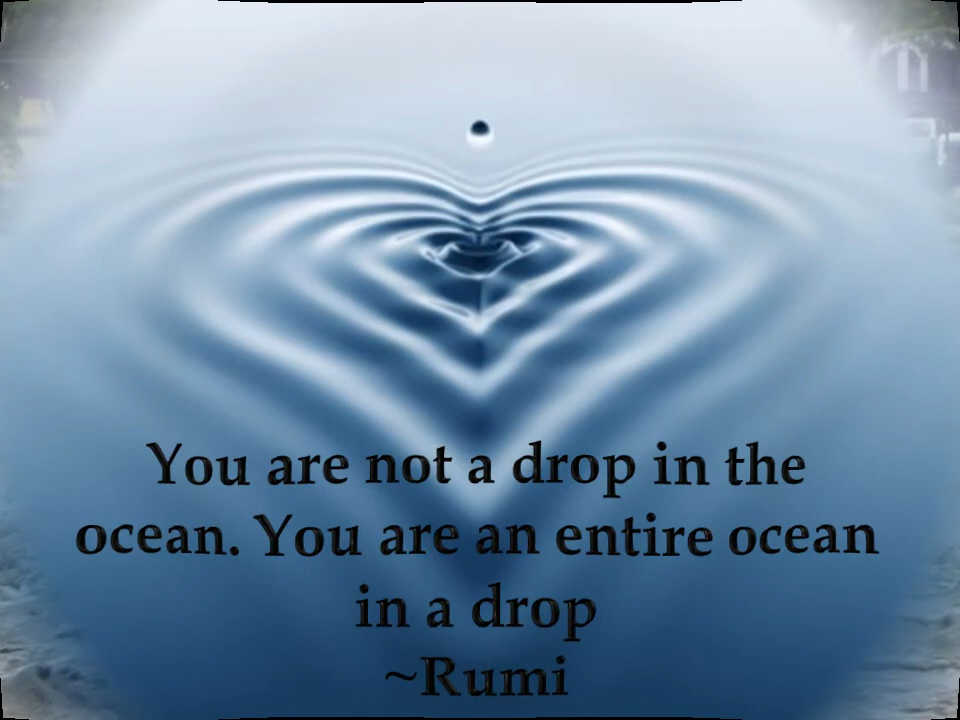 You are not a drop in the
ocean. You are an entire ocean
in a drop
~Rumi